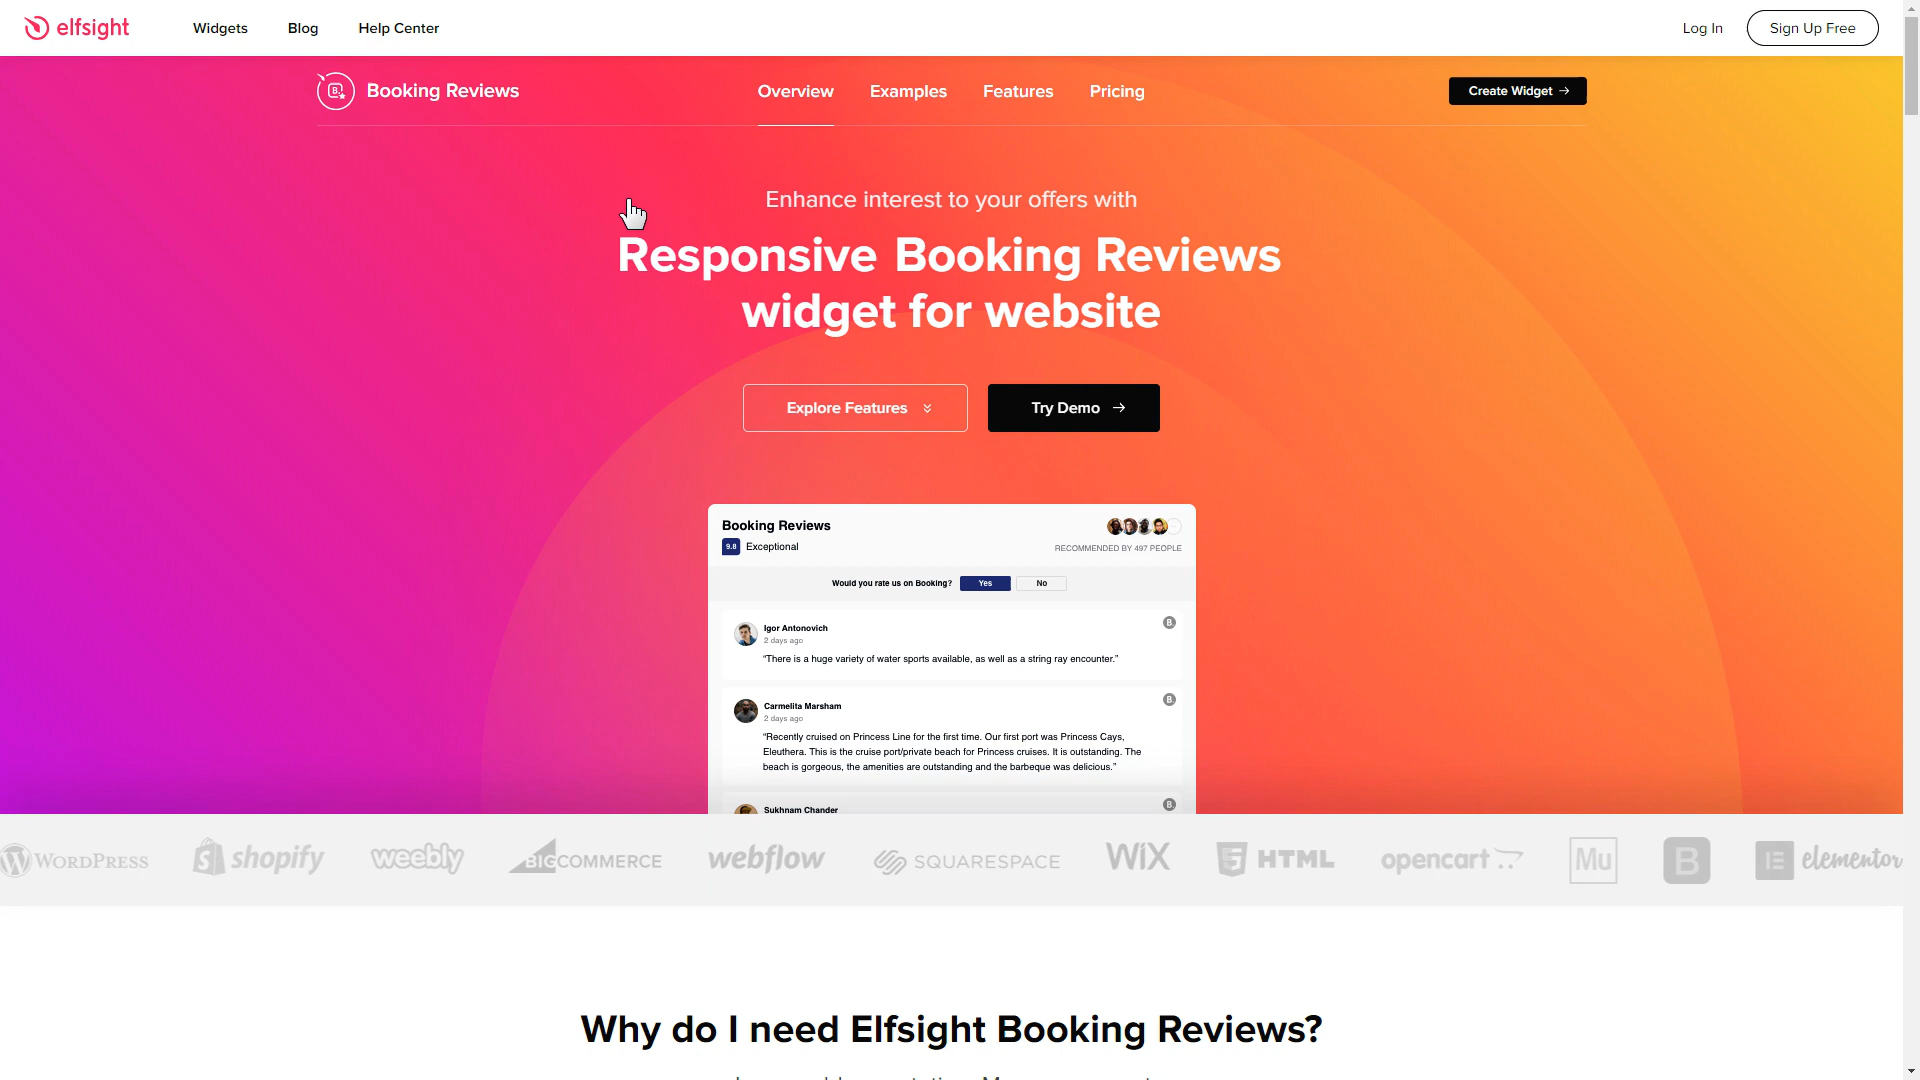 elfsight
Widgets
Blog
Help Center
Log In
Sign Up Free
Booking Reviews
Overview
Examples
Features
Pricing
Create Widget
Enhance interest to your offers with
Responsive Booking Reviews
widget for website
Explore Features
Try Demo
Booking Reviews
9.8 Exceptional
RECOMMENDED BY 497 PEOPLE
Would you rate us on Booking?
Yes
No
Igor Antonovich
2 days ago
B.
“There is a huge variety of water sports available, as well as a string ray encounter.”
Carmelita Marsham
2 days ago
B.
“Recently cruised on Princess Line for the first time. Our first port was Princess Cays,
Eleuthera. This is the cruise port/private beach for Princess cruises. It is outstanding. The
beach is gorgeous, the amenities are outstanding and the barbeque was delicious.”
Sukhnam Chander
B.
WORDPRESS
shopify
weebly
BIGCOMMERCE
webflow
SQUARESPACE
WiX
HTML
opencart
Mu
B
elementor
Why do I need Elfsight Booking Reviews?